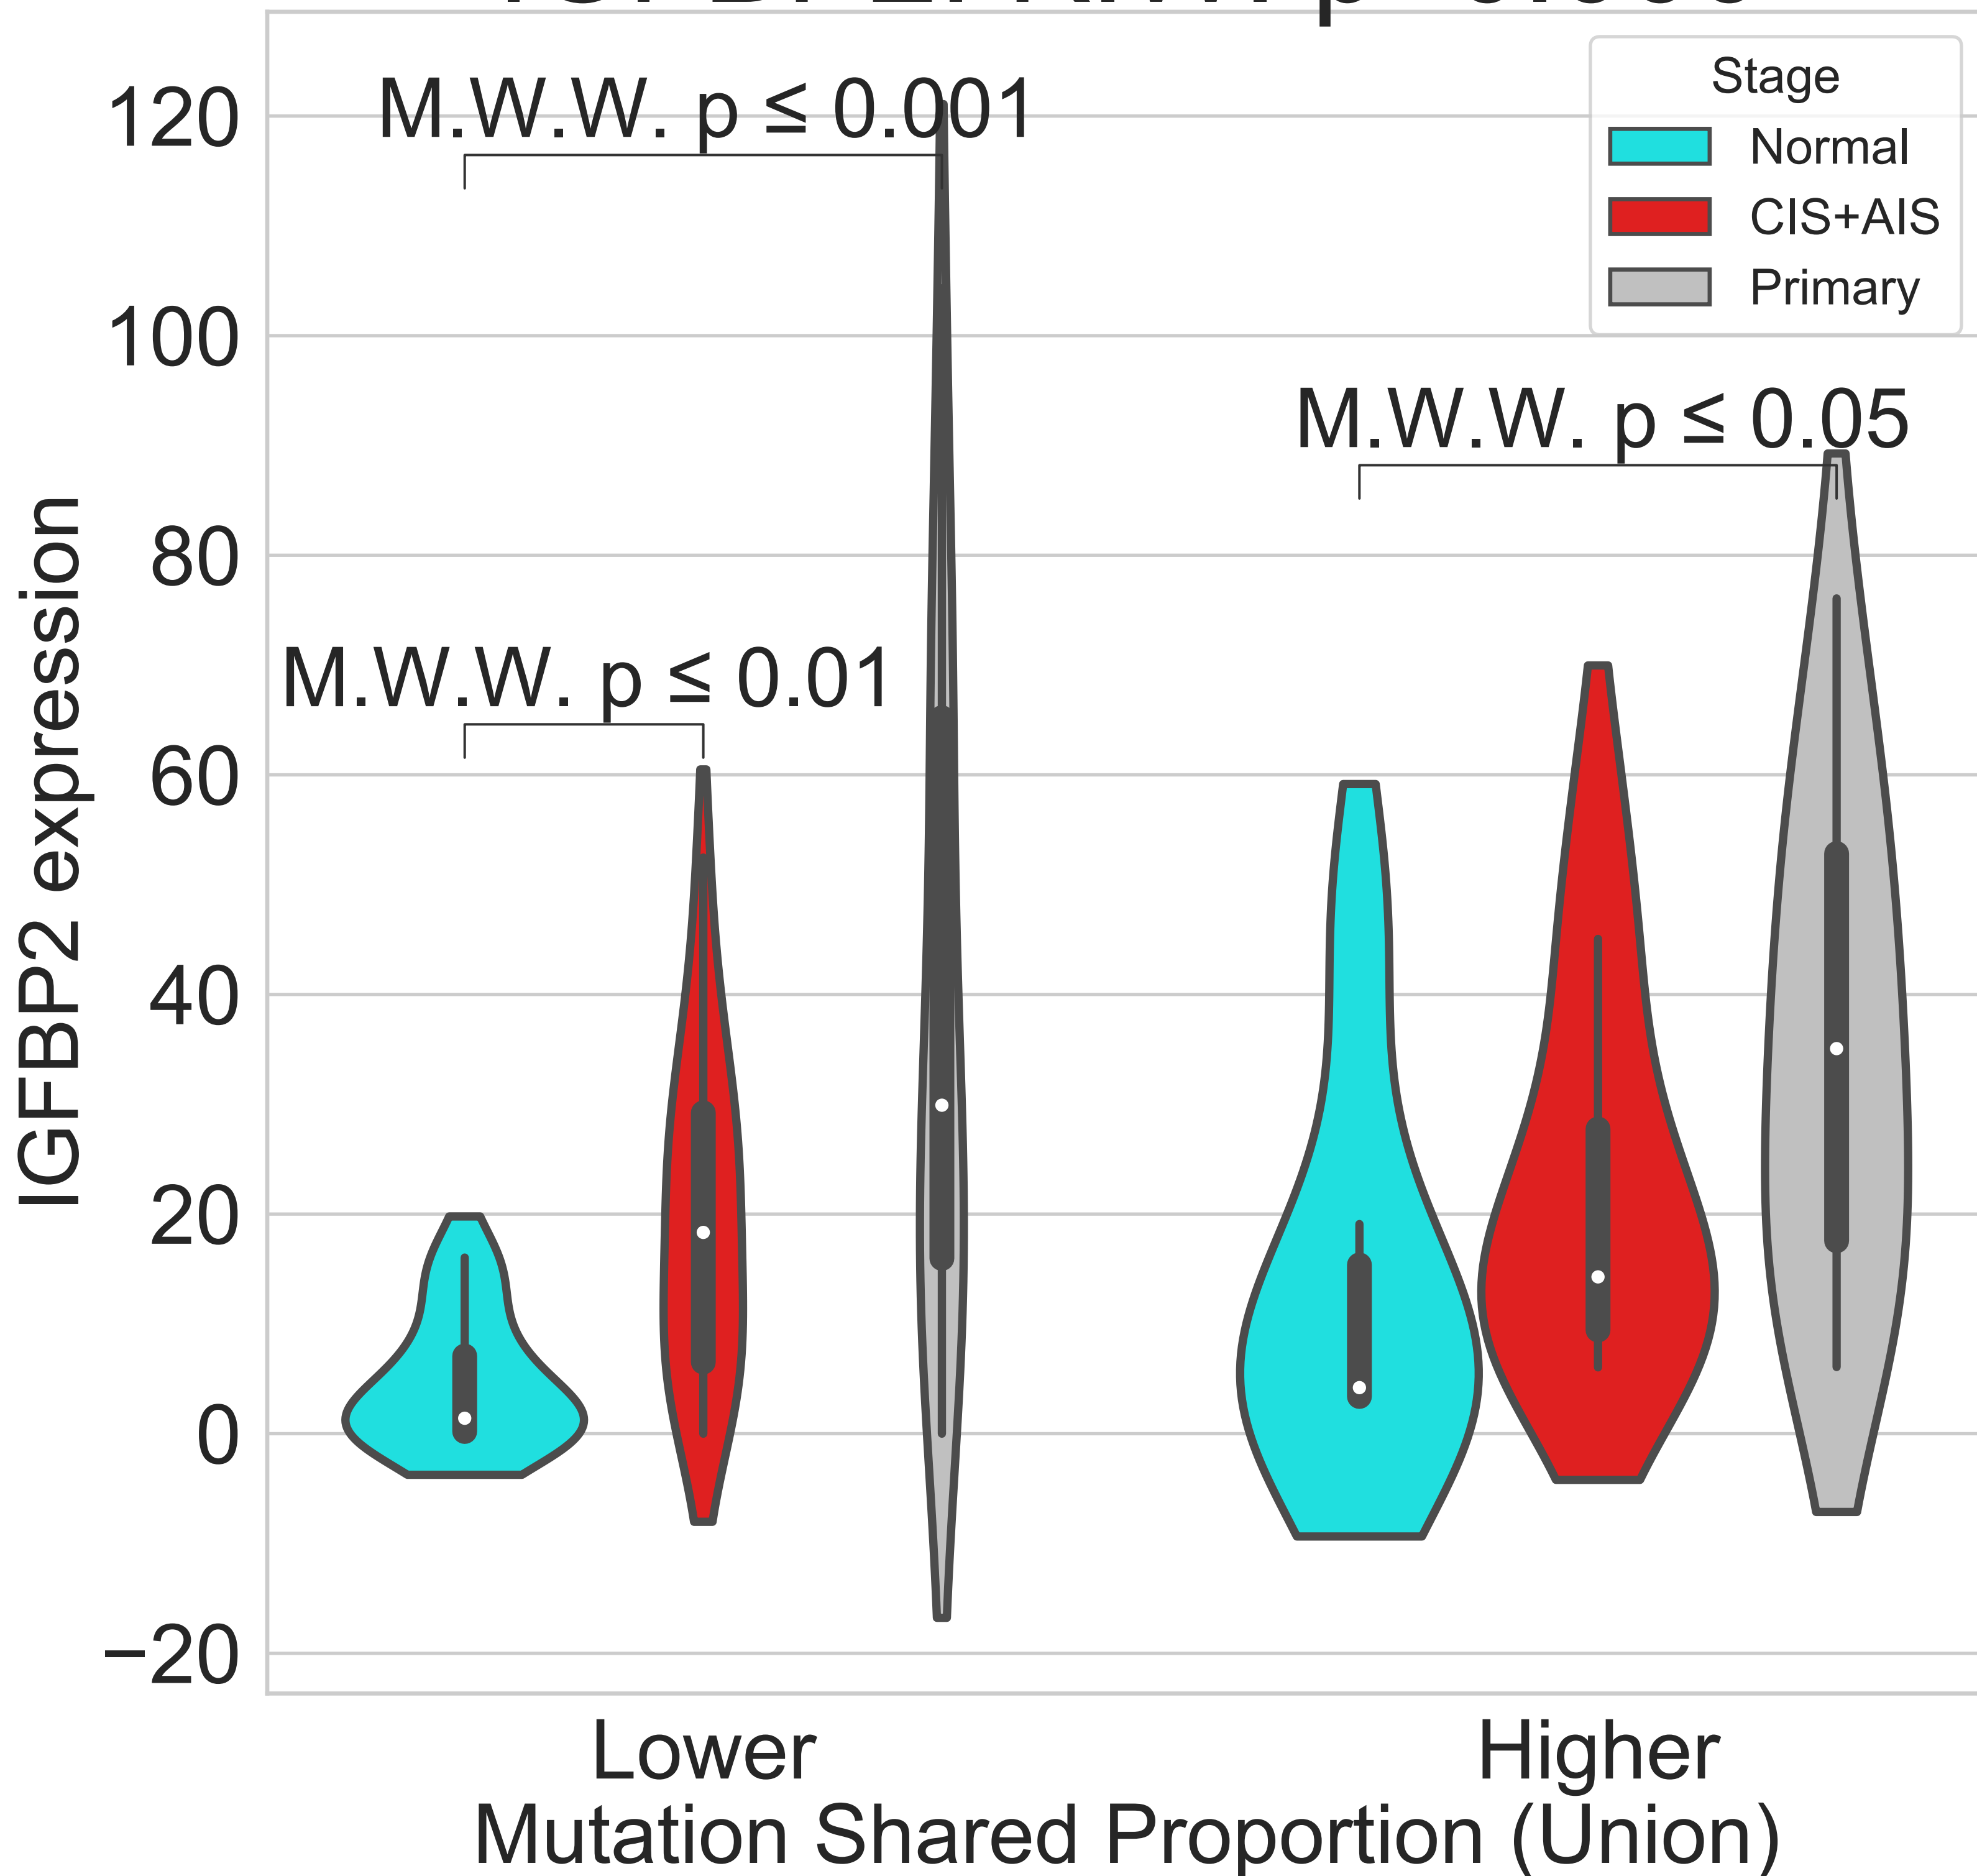 M.W.W. p ≤ 0.001
M.W.W. p ≤ 0.05
M.W.W. p ≤ 0.01
Stage
Normal
CIS+AIS
Primary
IGFBP2 expression
120
100
80
60
40
20
0
−20
Lower
Higher
Mutation Shared Proportion (Union)